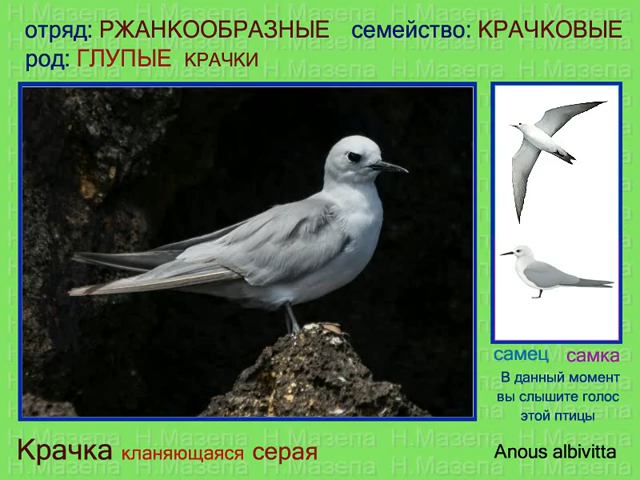 отряд: РЖАНКООБРАЗНЫЕ семейство: КРАЧКОВЫЕ
род: ГЛУПЫЕ КРАЧКИ
самец самка
В данный момент
вы слышите голос
этой птицы
Крачка кланяющаяся серая
Anous albivitta
Н.Мазепа